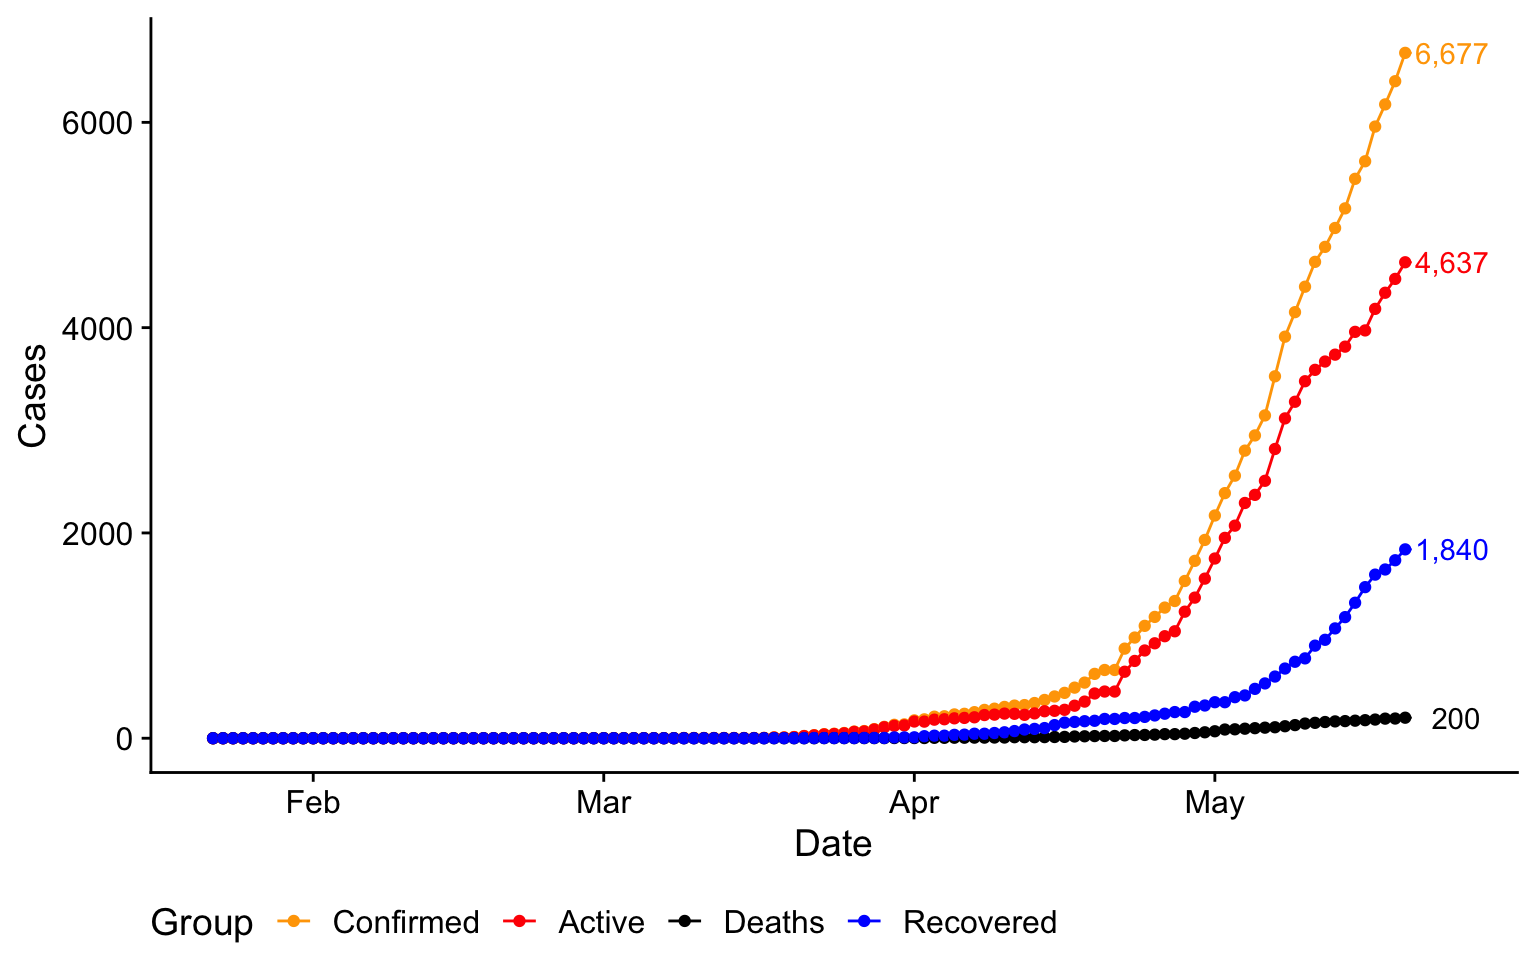 6,677
6000
4,637
4000
Cases
2000
1,840
200
0
Feb Mar Apr May
Date
Group Confirmed Active Deaths Recovered